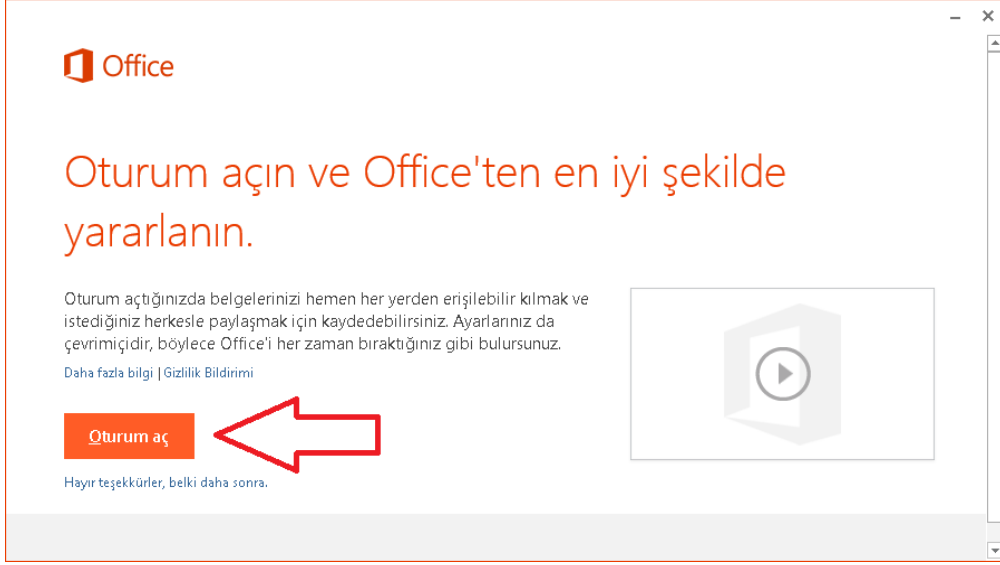 Office
Oturum açın ve Office'ten en iyi şekilde
yararlanın.
Oturum açtığınızda belgelerinizi hemen her yerden erişilebilir kılmak ve
istediğiniz herkesle paylaşmak için kaydedebilirsiniz. Ayarlarınız da
çevrimiçidir, böylece Office'i her zaman bıraktığınız gibi bulursunuz.
Daha fazla bilgi | Gizlilik Bildirimi
Oturum aç
Hayır teşekkürler, belki daha sonra.